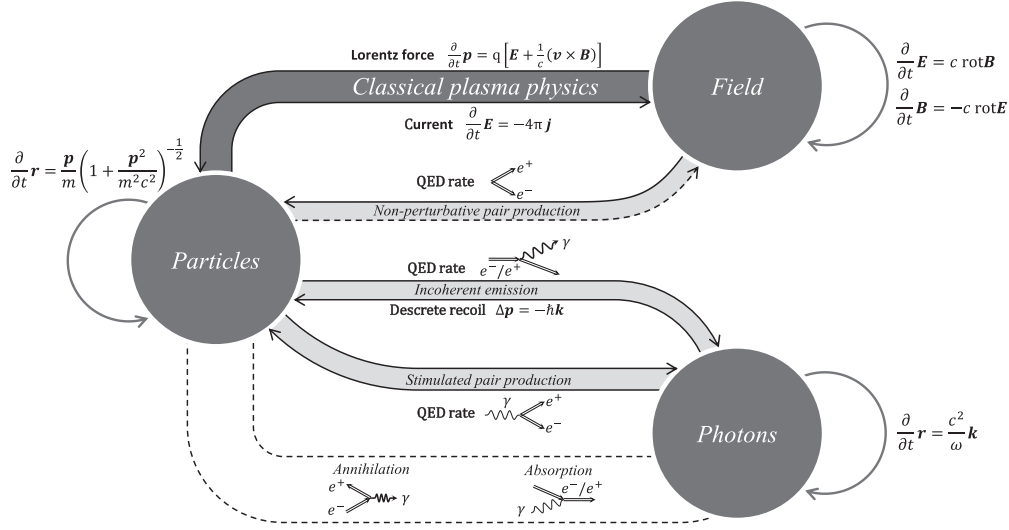 Lorentz force ∂/∂t p = q[E + 1/c (v × B)]
Classical plasma physics
Current ∂/∂t E = −4π j
Field
∂/∂t E = c rotB
∂/∂t B = −c rotE
∂/∂t r = p/m (1 + p²/m²c²)^−1/2
Particles
QED rate e⁺ e⁻
Non-perturbative pair production
QED rate e⁻/e⁺ γ
Incoherent emission
Descrete recoil Δp = −ħk
Stimulated pair production
QED rate γ e⁺ e⁻
Photons
∂/∂t r = c²/ω k
Annihilation
e⁺ e⁻ γ
Absorption
γ e⁻/e⁺